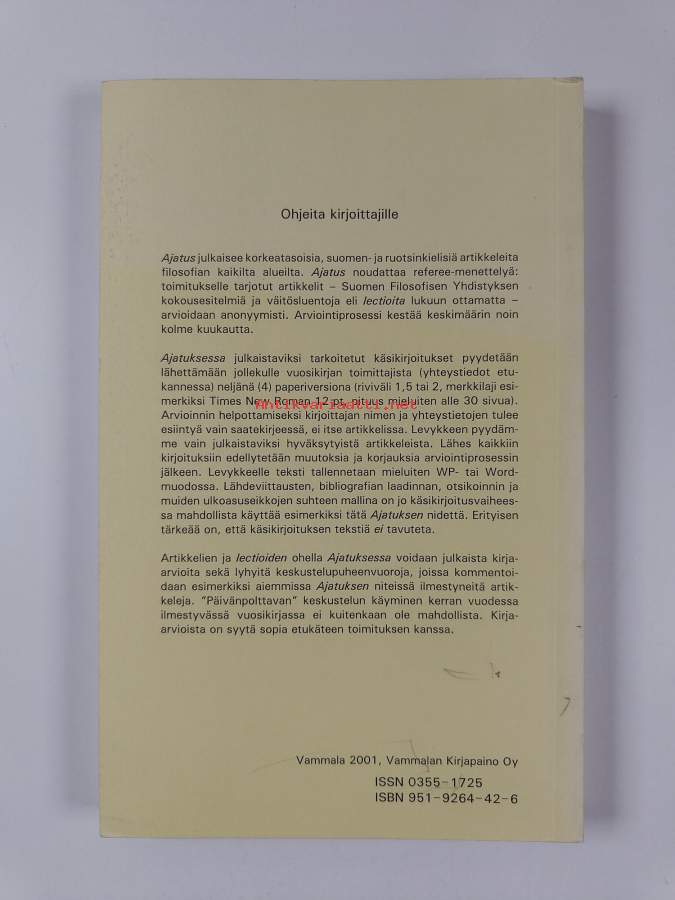 Ohjeita kirjoittajille
Ajatus julkaisee korkeatasoisia, suomen- ja ruotsinkielisiä artikkeleita
filosofian kaikilta alueilta. Ajatus noudattaa referee-menettelyä:
toimitukselle tarjotut artikkelit – Suomen Filosofisen Yhdistyksen
kokousesitelmiä ja väitösluentoja eli lectioita lukuun ottamatta –
arvioidaan anonyymisti. Arviointiprosessi kestää keskimäärin noin
kolme kuukautta.
Ajatuksessa julkaistaviksi tarkoitetut käsikirjoitukset pyydetään
lähettämään jollekulle vuosikirjan toimittajista (yhteystiedot etu-
kannessa) neljänä (4) paperiversiona (riviväli 1,5 tai 2, merkkilaji esi-
merkiksi Times New Roman 12 pt, pituus mieluiten alle 30 sivua).
Antikvariaatti.net
Arvioinnin helpottamiseksi kirjoittajan nimen ja yhteystietojen tulee
esiintyä vain saatekirjeessä, ei itse artikkelissa. Levykkeen pyydäm-
me vain julkaistaviksi hyväksytyistä artikkeleista. Lähes kaikkiin
kirjoituksiin edellytetään muutoksia ja korjauksia arviointiprosessin
jälkeen. Levykkeelle teksti tallennetaan mieluiten WP- tai Word-
muodossa. Lähdeviittausten, bibliografian laadinnan, otsikoinnin ja
muiden ulkoasuseikkojen suhteen mallina on jo käsikirjoitusvaihees-
sa mahdollista käyttää esimerkiksi tätä Ajatuksen nidettä. Erityisen
tärkeää on, että käsikirjoituksen tekstiä ei tavuteta.
Artikkelien ja lectioiden ohella Ajatuksessa voidaan julkaista kirja-
arvioita sekä lyhyitä keskustelupuheenvuoroja, joissa kommentoi-
daan esimerkiksi aiemmissa Ajatuksen niteissä ilmestyneitä artik-
keleja. "Päivänpolttavan" keskustelun käyminen kerran vuodessa
ilmestyvässä vuosikirjassa ei kuitenkaan ole mahdollista. Kirja-
arvioista on syytä sopia etukäteen toimituksen kanssa.
Vammala 2001, Vammalan Kirjapaino Oy
ISSN 0355-1725
ISBN 951-9264-42-6